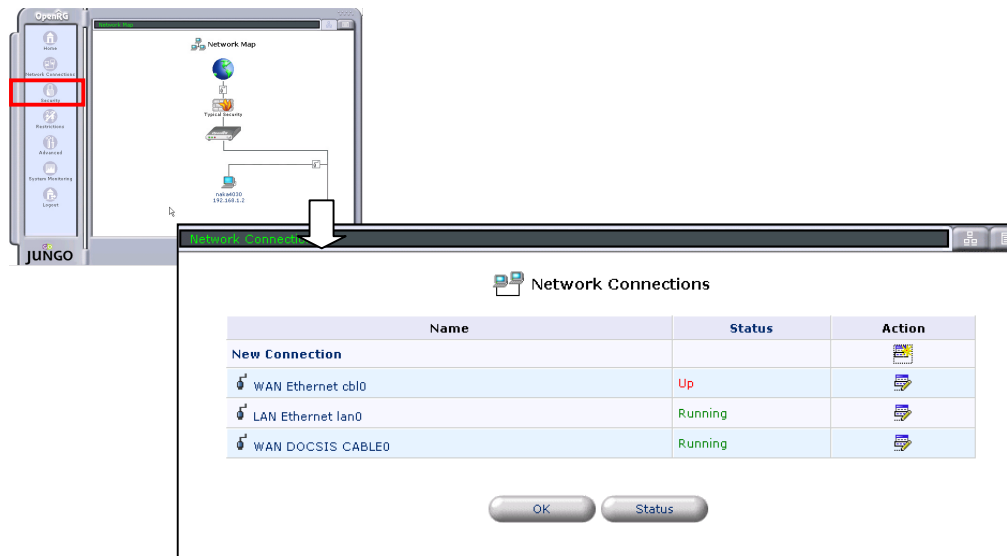 OpenRG
Network Map
Home
Network Connections
Security
Restrictions
Advanced
System Monitoring
Logout
JUNGO
Network Map
Typical Security
naka4030
192.168.1.2
Network Connections
Name Status Action
New Connection
WAN Ethernet cbl0 Up
LAN Ethernet lan0 Running
WAN DOCSIS CABLE0 Running
OK Status